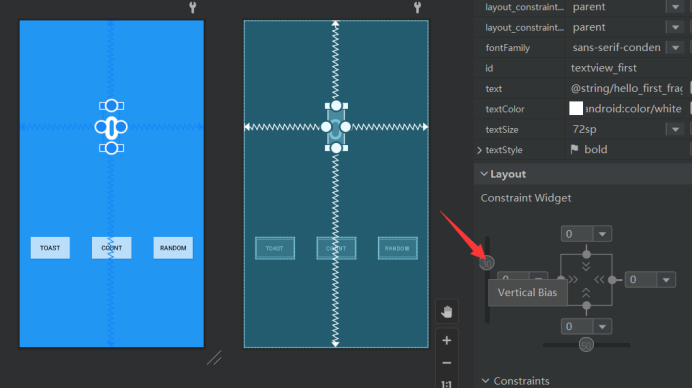 layout_constraint... parent
layout_constraint... parent
fontFamily sans-serif-conden
id textview_first
text @string/hello_first_frag
textColor android:color/white
textSize 72sp
textStyle bold
Layout
Constraint Widget
0
30
0
0
Vertical Bias
0
50
Constraints
TOAST
COUNT
RANDOM
TOAST
COUNT
RANDOM
1:1